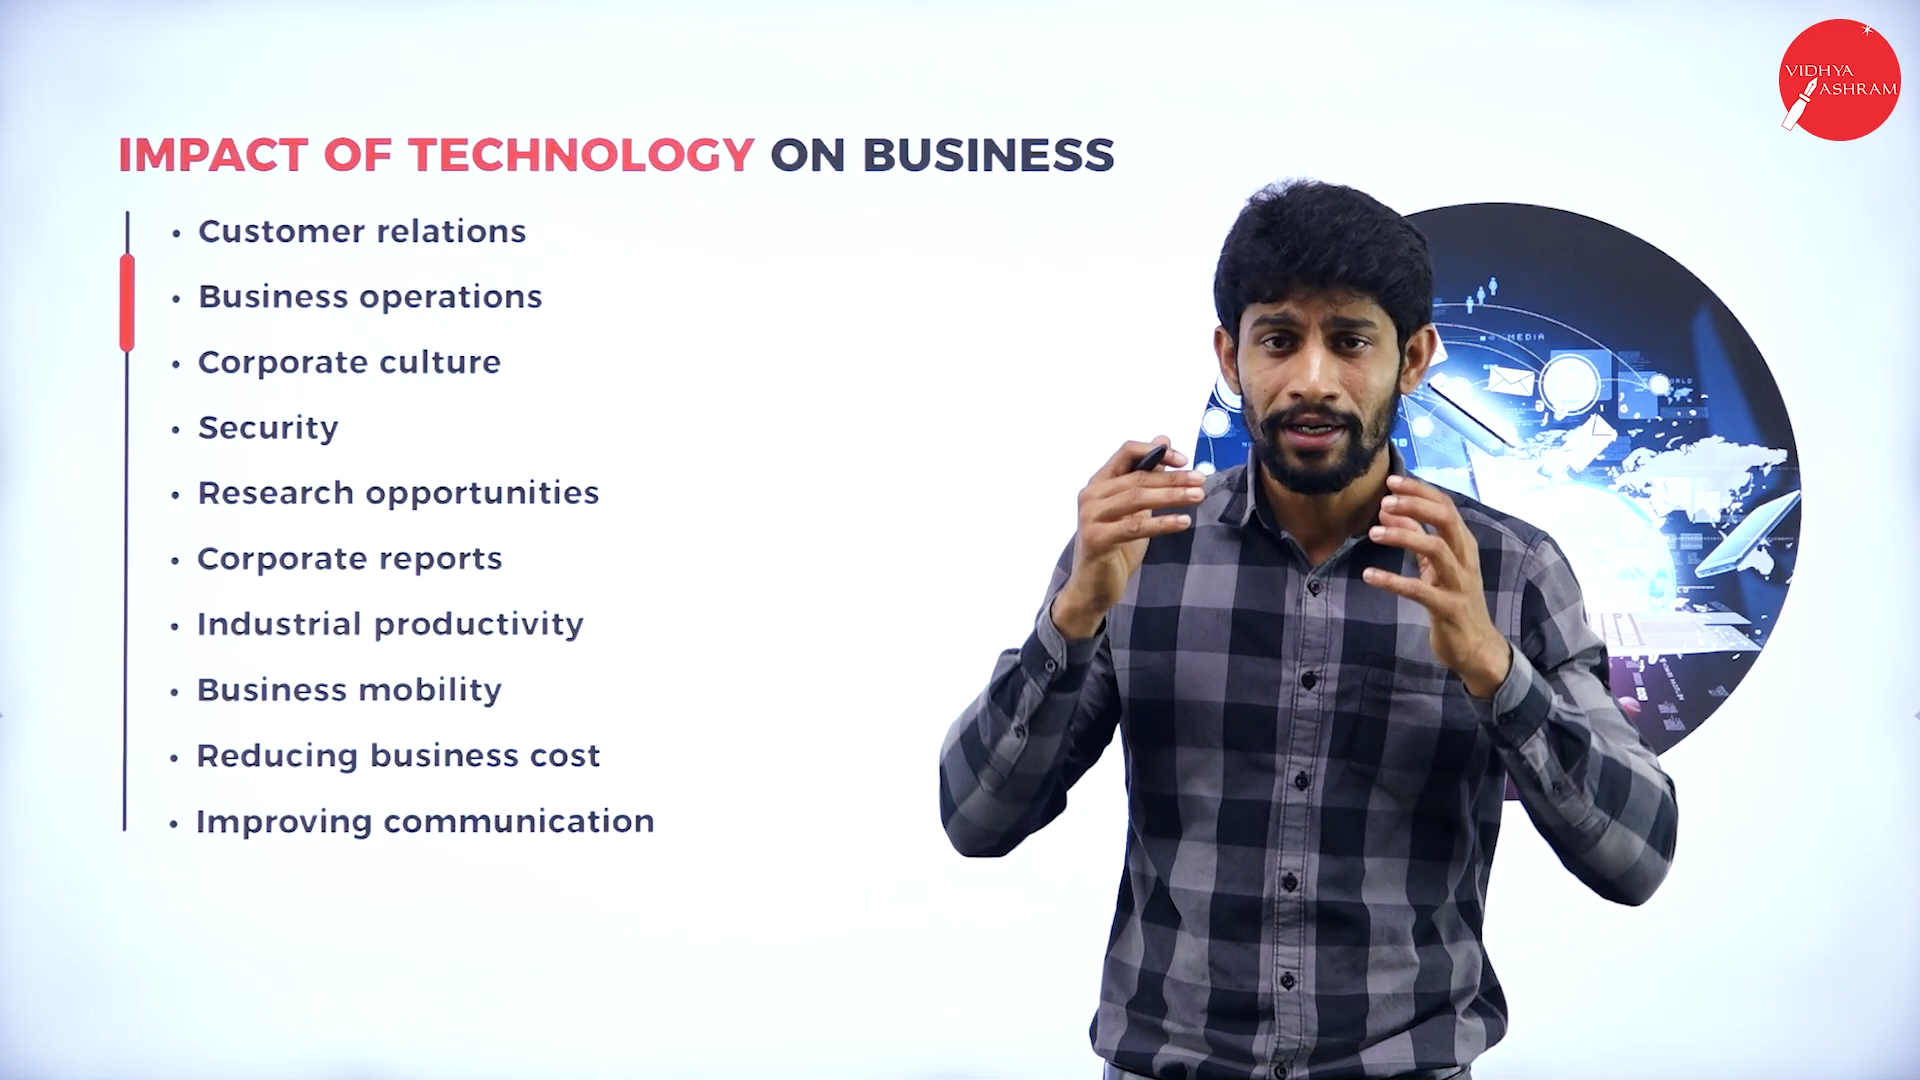 VIDHYA
ASHRAM
IMPACT OF TECHNOLOGY ON BUSINESS
• Customer relations
• Business operations
• Corporate culture
• Security
• Research opportunities
• Corporate reports
• Industrial productivity
• Business mobility
• Reducing business cost
• Improving communication
MEDIA